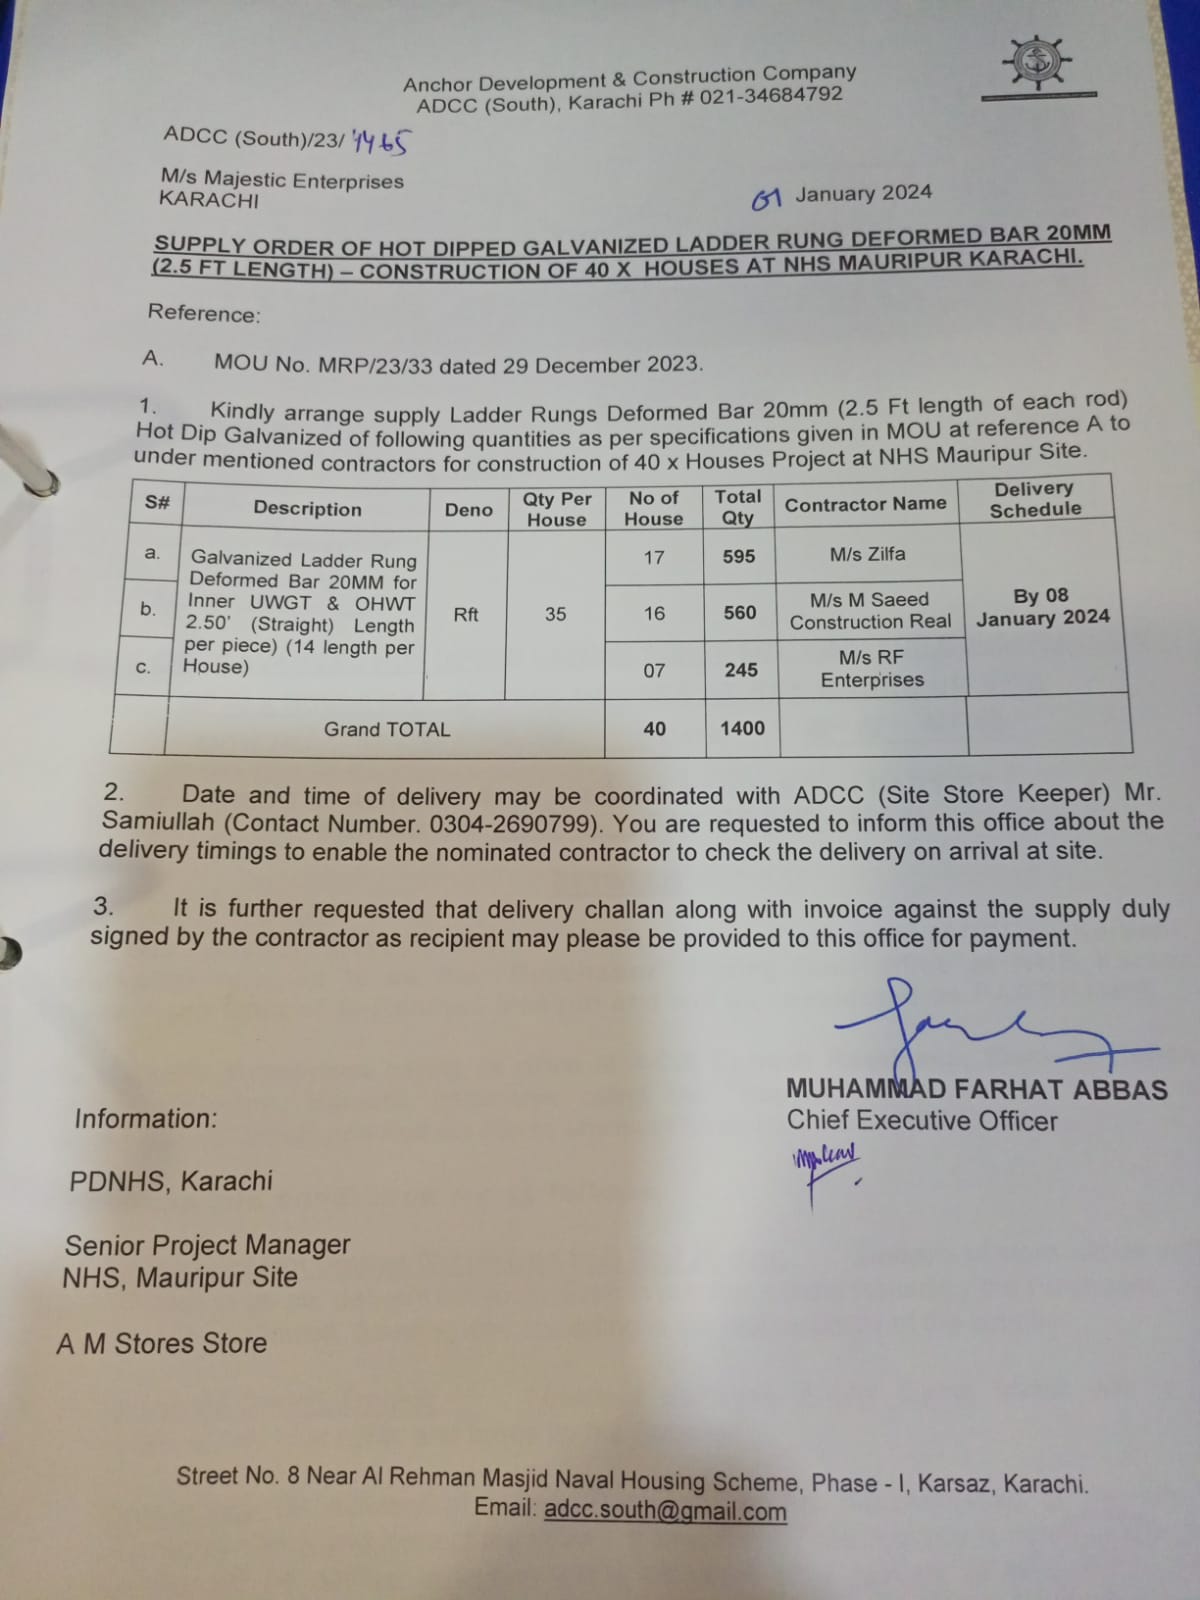 Anchor Development & Construction Company
ADCC (South), Karachi Ph # 021-34684792
ADCC (South)/23/ 1465
M/s Majestic Enterprises
KARACHI
01 January 2024
SUPPLY ORDER OF HOT DIPPED GALVANIZED LADDER RUNG DEFORMED BAR 20MM
(2.5 FT LENGTH) – CONSTRUCTION OF 40 X HOUSES AT NHS MAURIPUR KARACHI.
Reference:
A. MOU No. MRP/23/33 dated 29 December 2023.
1. Kindly arrange supply Ladder Rungs Deformed Bar 20mm (2.5 Ft length of each rod)
Hot Dip Galvanized of following quantities as per specifications given in MOU at reference A to
under mentioned contractors for construction of 40 x Houses Project at NHS Mauripur Site.
S# Description Deno Qty Per House No of House Total Qty Contractor Name Delivery Schedule
a. Galvanized Ladder Rung 17 595 M/s Zilfa
Deformed Bar 20MM for
b. Inner UWGT & OHWT Rft 35 16 560 M/s M Saeed By 08
2.50' (Straight) Length Construction Real January 2024
per piece) (14 length per
c. House) 07 245 M/s RF
Enterprises
Grand TOTAL 40 1400
2. Date and time of delivery may be coordinated with ADCC (Site Store Keeper) Mr.
Samiullah (Contact Number. 0304-2690799). You are requested to inform this office about the
delivery timings to enable the nominated contractor to check the delivery on arrival at site.
3. It is further requested that delivery challan along with invoice against the supply duly
signed by the contractor as recipient may please be provided to this office for payment.
MUHAMMAD FARHAT ABBAS
Chief Executive Officer
Information:
PDNHS, Karachi
Senior Project Manager
NHS, Mauripur Site
A M Stores Store
Street No. 8 Near Al Rehman Masjid Naval Housing Scheme, Phase - I, Karsaz, Karachi.
Email: adcc.south@gmail.com